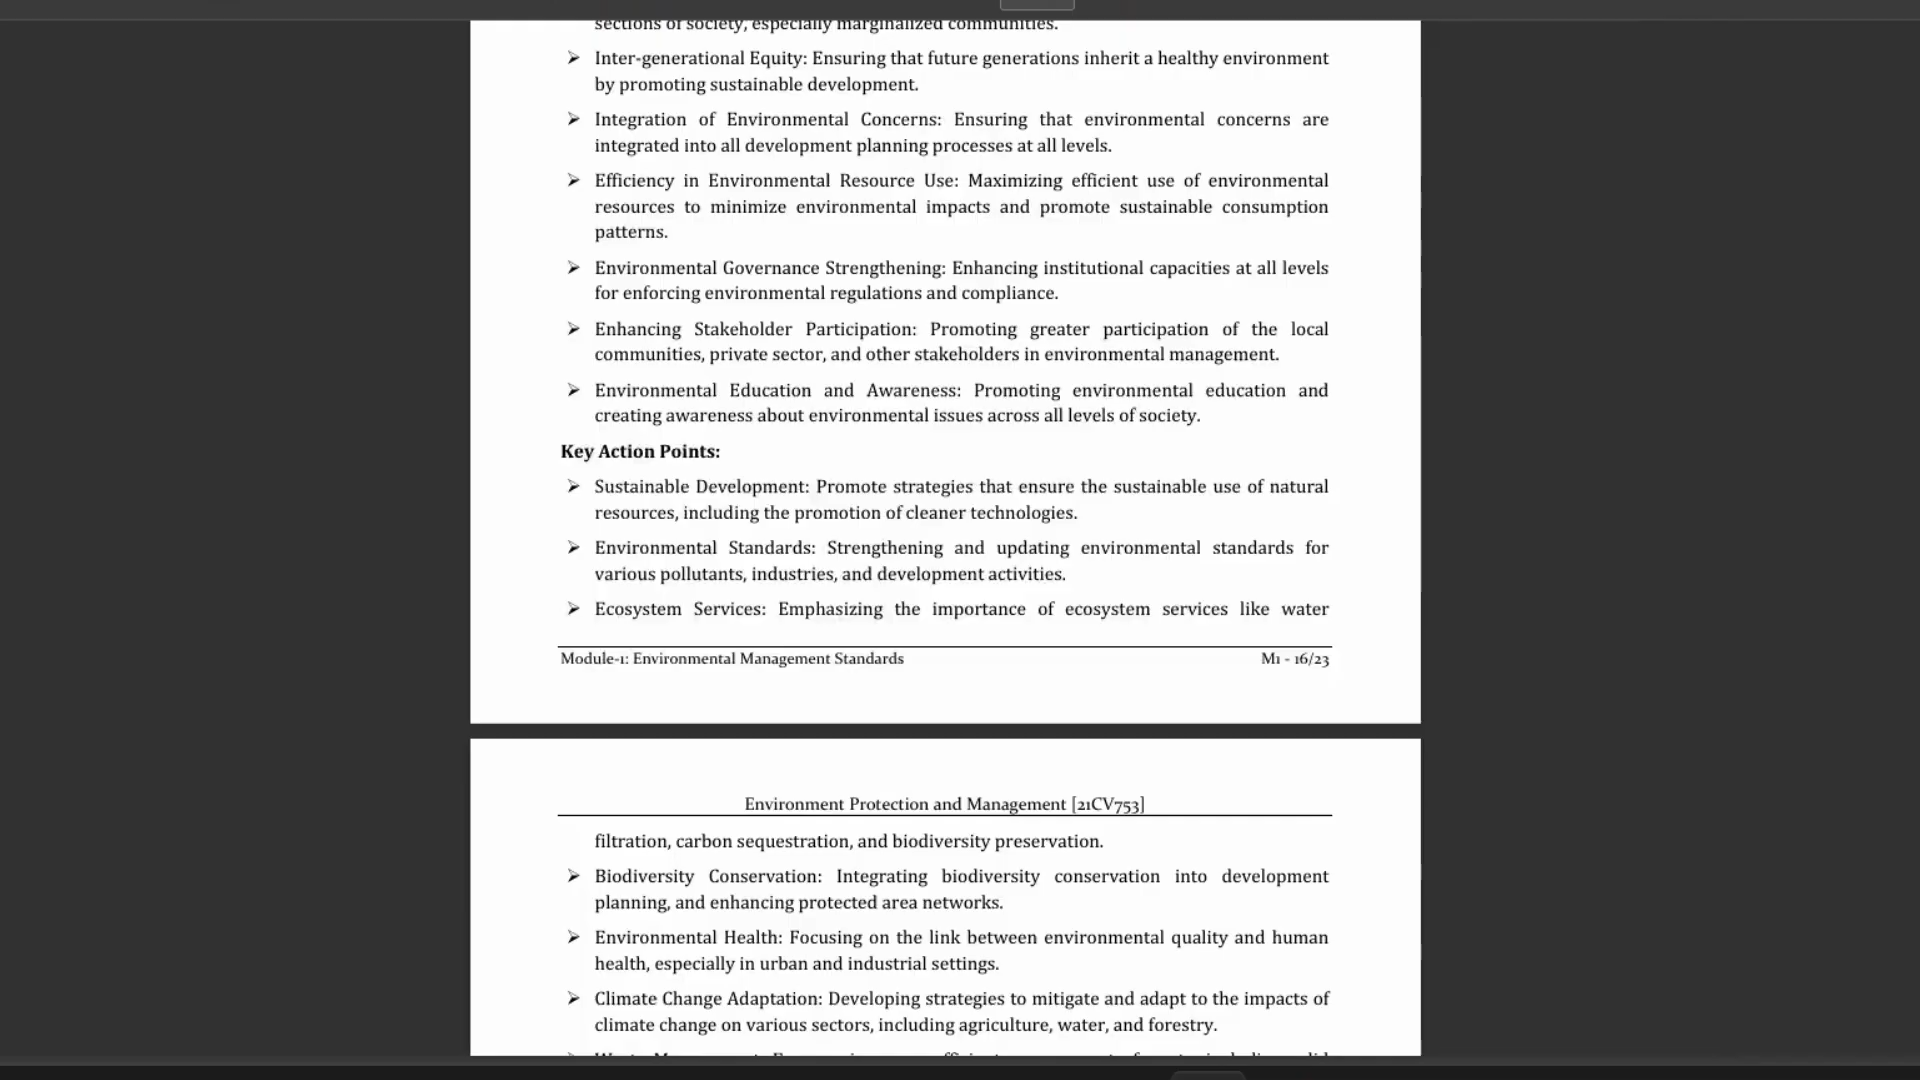 sections of society, especially marginalized communities.
➢ Inter-generational Equity: Ensuring that future generations inherit a healthy environment
by promoting sustainable development.
➢ Integration of Environmental Concerns: Ensuring that environmental concerns are
integrated into all development planning processes at all levels.
➢ Efficiency in Environmental Resource Use: Maximizing efficient use of environmental
resources to minimize environmental impacts and promote sustainable consumption
patterns.
➢ Environmental Governance Strengthening: Enhancing institutional capacities at all levels
for enforcing environmental regulations and compliance.
➢ Enhancing Stakeholder Participation: Promoting greater participation of the local
communities, private sector, and other stakeholders in environmental management.
➢ Environmental Education and Awareness: Promoting environmental education and
creating awareness about environmental issues across all levels of society.
Key Action Points:
➢ Sustainable Development: Promote strategies that ensure the sustainable use of natural
resources, including the promotion of cleaner technologies.
➢ Environmental Standards: Strengthening and updating environmental standards for
various pollutants, industries, and development activities.
➢ Ecosystem Services: Emphasizing the importance of ecosystem services like water
Module-1: Environmental Management Standards M1 - 16/23
Environment Protection and Management [21CV753]
filtration, carbon sequestration, and biodiversity preservation.
➢ Biodiversity Conservation: Integrating biodiversity conservation into development
planning, and enhancing protected area networks.
➢ Environmental Health: Focusing on the link between environmental quality and human
health, especially in urban and industrial settings.
➢ Climate Change Adaptation: Developing strategies to mitigate and adapt to the impacts of
climate change on various sectors, including agriculture, water, and forestry.